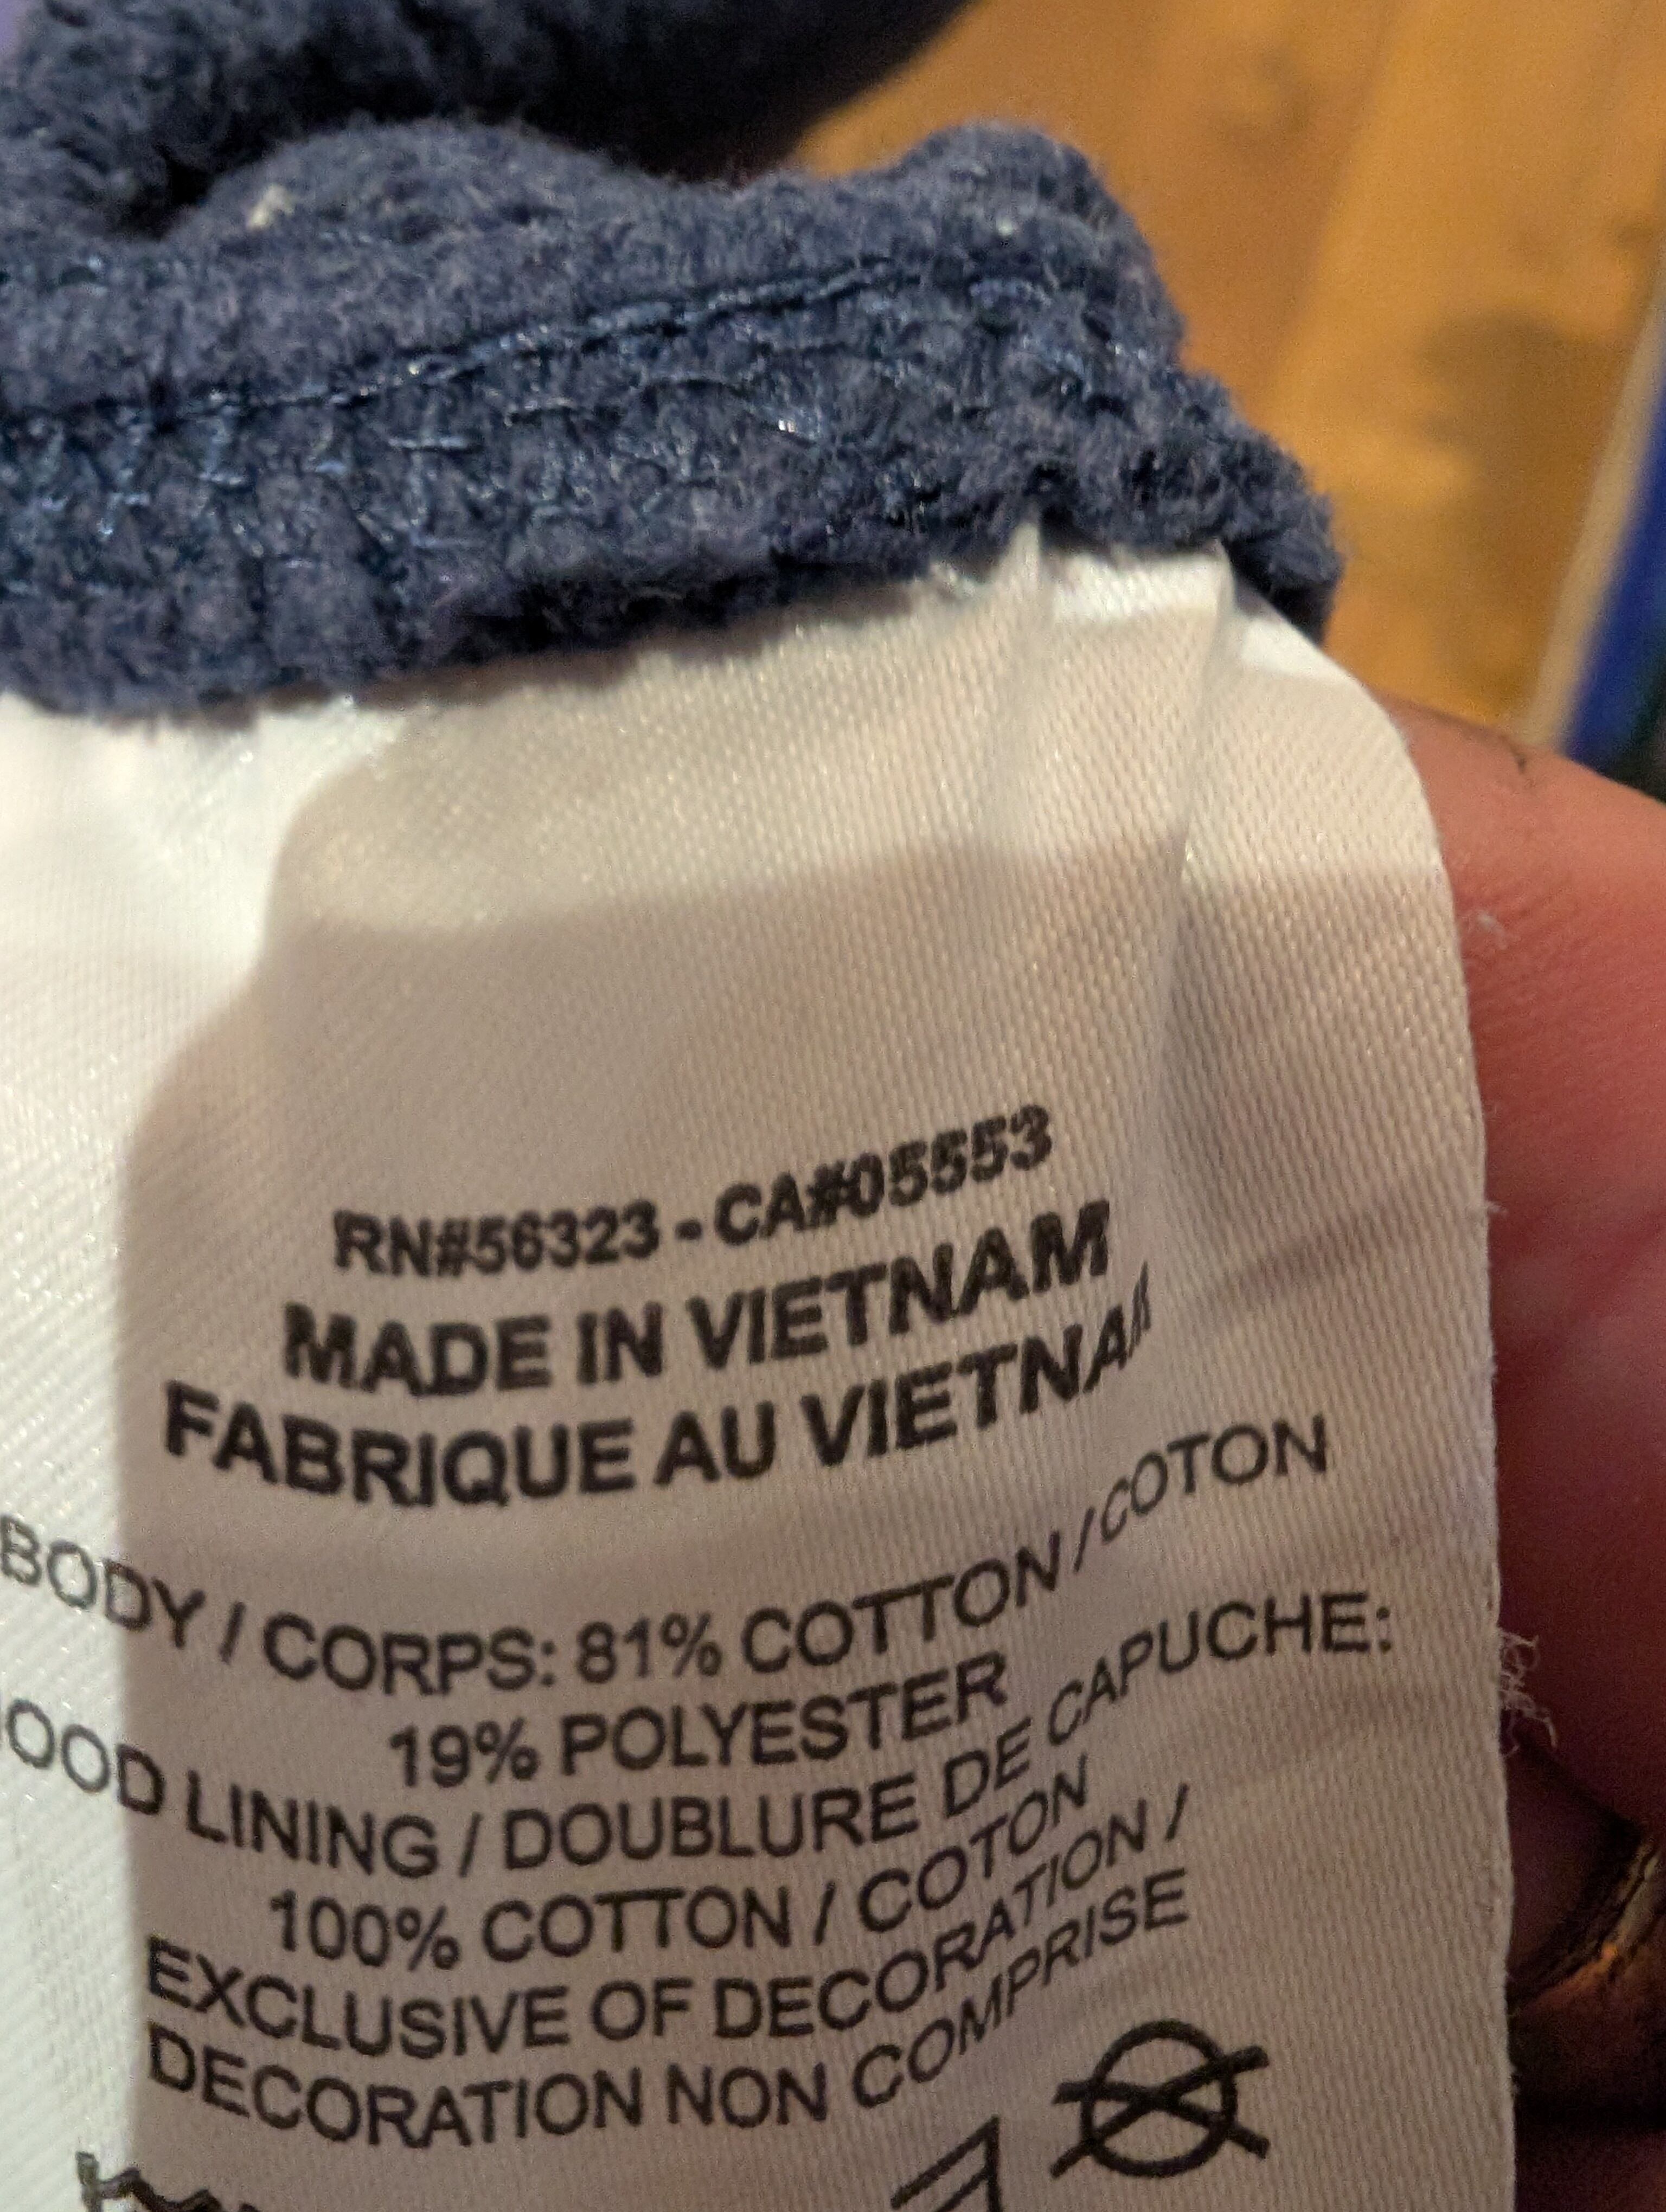 RN#56323 - CA#05553
MADE IN VIETNAM
FABRIQUE AU VIETNAM
BODY / CORPS: 81% COTTON / COTON
19% POLYESTER
OOD LINING / DOUBLURE DE CAPUCHE:
100% COTTON / COTON
EXCLUSIVE OF DECORATION /
DECORATION NON COMPRISE